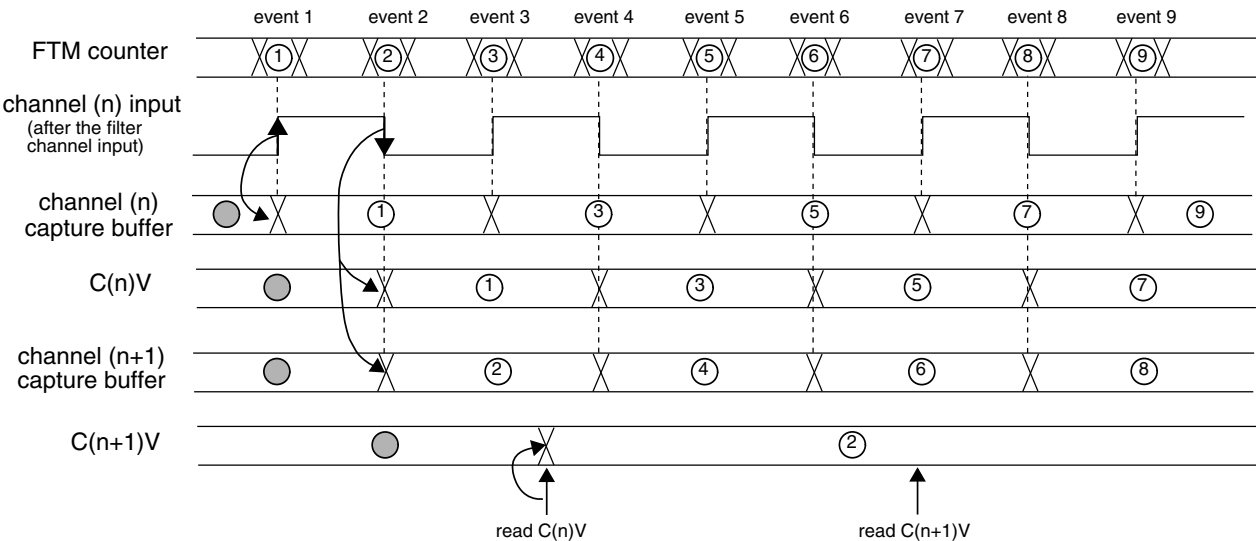 event 1 event 2 event 3 event 4 event 5 event 6 event 7 event 8 event 9
FTM counter 1 2 3 4 5 6 7 8 9
channel (n) input
(after the filter
channel input)
channel (n)
capture buffer 1 3 5 7 9
C(n)V 1 3 5 7
channel (n+1)
capture buffer 2 4 6 8
C(n+1)V 2
read C(n)V read C(n+1)V